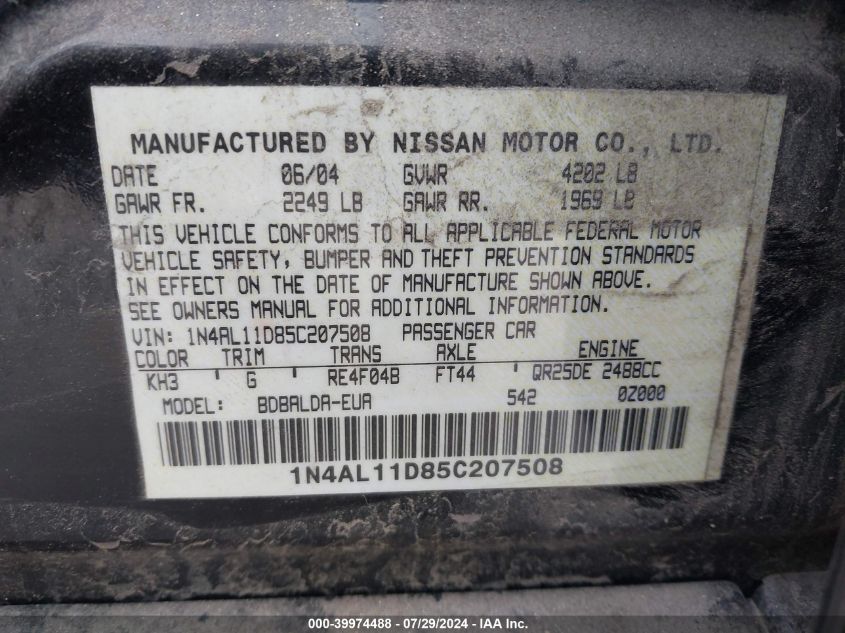 MANUFACTURED BY NISSAN MOTOR CO., LTD.
DATE 06/04 GVWR 4202 LB
GAWR FR. 2249 LB GAWR RR. 1969 LB
THIS VEHICLE CONFORMS TO ALL APPLICABLE FEDERAL MOTOR
VEHICLE SAFETY, BUMPER AND THEFT PREVENTION STANDARDS
IN EFFECT ON THE DATE OF MANUFACTURE SHOWN ABOVE.
SEE OWNERS MANUAL FOR ADDITIONAL INFORMATION.
VIN: 1N4AL11D85C207508 PASSENGER CAR
COLOR TRIM TRANS AXLE ENGINE
KH3 G RE4F04B FT44 QR25DE 2488CC
MODEL: BDBALDA-EUA 542 0Z000
1N4AL11D85C207508
000-39974488 - 07/29/2024 - IAA Inc.